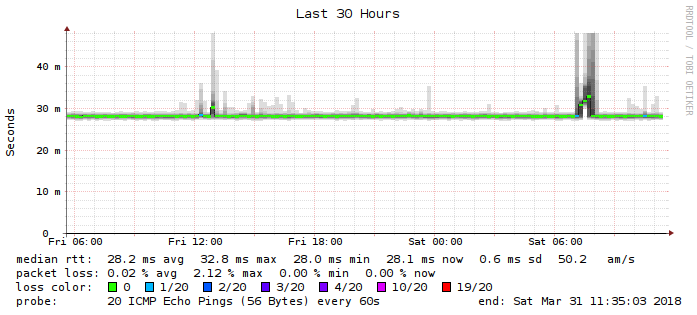 Last 30 Hours
RRDTOOL / TOBI OETIKER
Seconds
40 m
30 m
20 m
10 m
0
Fri 06:00 Fri 12:00 Fri 18:00 Sat 00:00 Sat 06:00
median rtt: 28.2 ms avg 32.8 ms max 28.0 ms min 28.1 ms now 0.6 ms sd 50.2 am/s
packet loss: 0.02 % avg 2.12 % max 0.00 % min 0.00 % now
loss color: 0 1/20 2/20 3/20 4/20 10/20 19/20
probe: 20 ICMP Echo Pings (56 Bytes) every 60s end: Sat Mar 31 11:35:03 2018